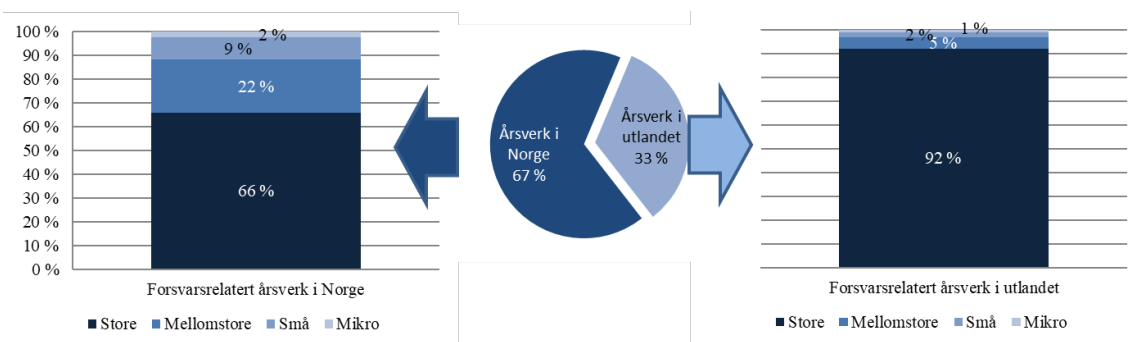 100 %
90 %
80 %
70 %
60 %
50 %
40 %
30 %
20 %
10 %
0 %
2 %
9 %
22 %
66 %
Forsvarsrelatert årsverk i Norge
Store Mellomstore Små Mikro
Årsverk i
Norge
67 %
Årsverk i
utlandet
33 %
1 %
2 %
5 %
92 %
Forsvarsrelatert årsverk i utlandet
Store Mellomstore Små Mikro